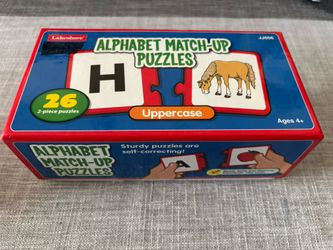 Lakeshore
JJ556
ALPHABET MATCH-UP
PUZZLES
H
26
2-piece puzzles
Uppercase
Ages 4+
ALPHABET
MATCH-UP
PUZZLES
Sturdy puzzles are
self-correcting!
A